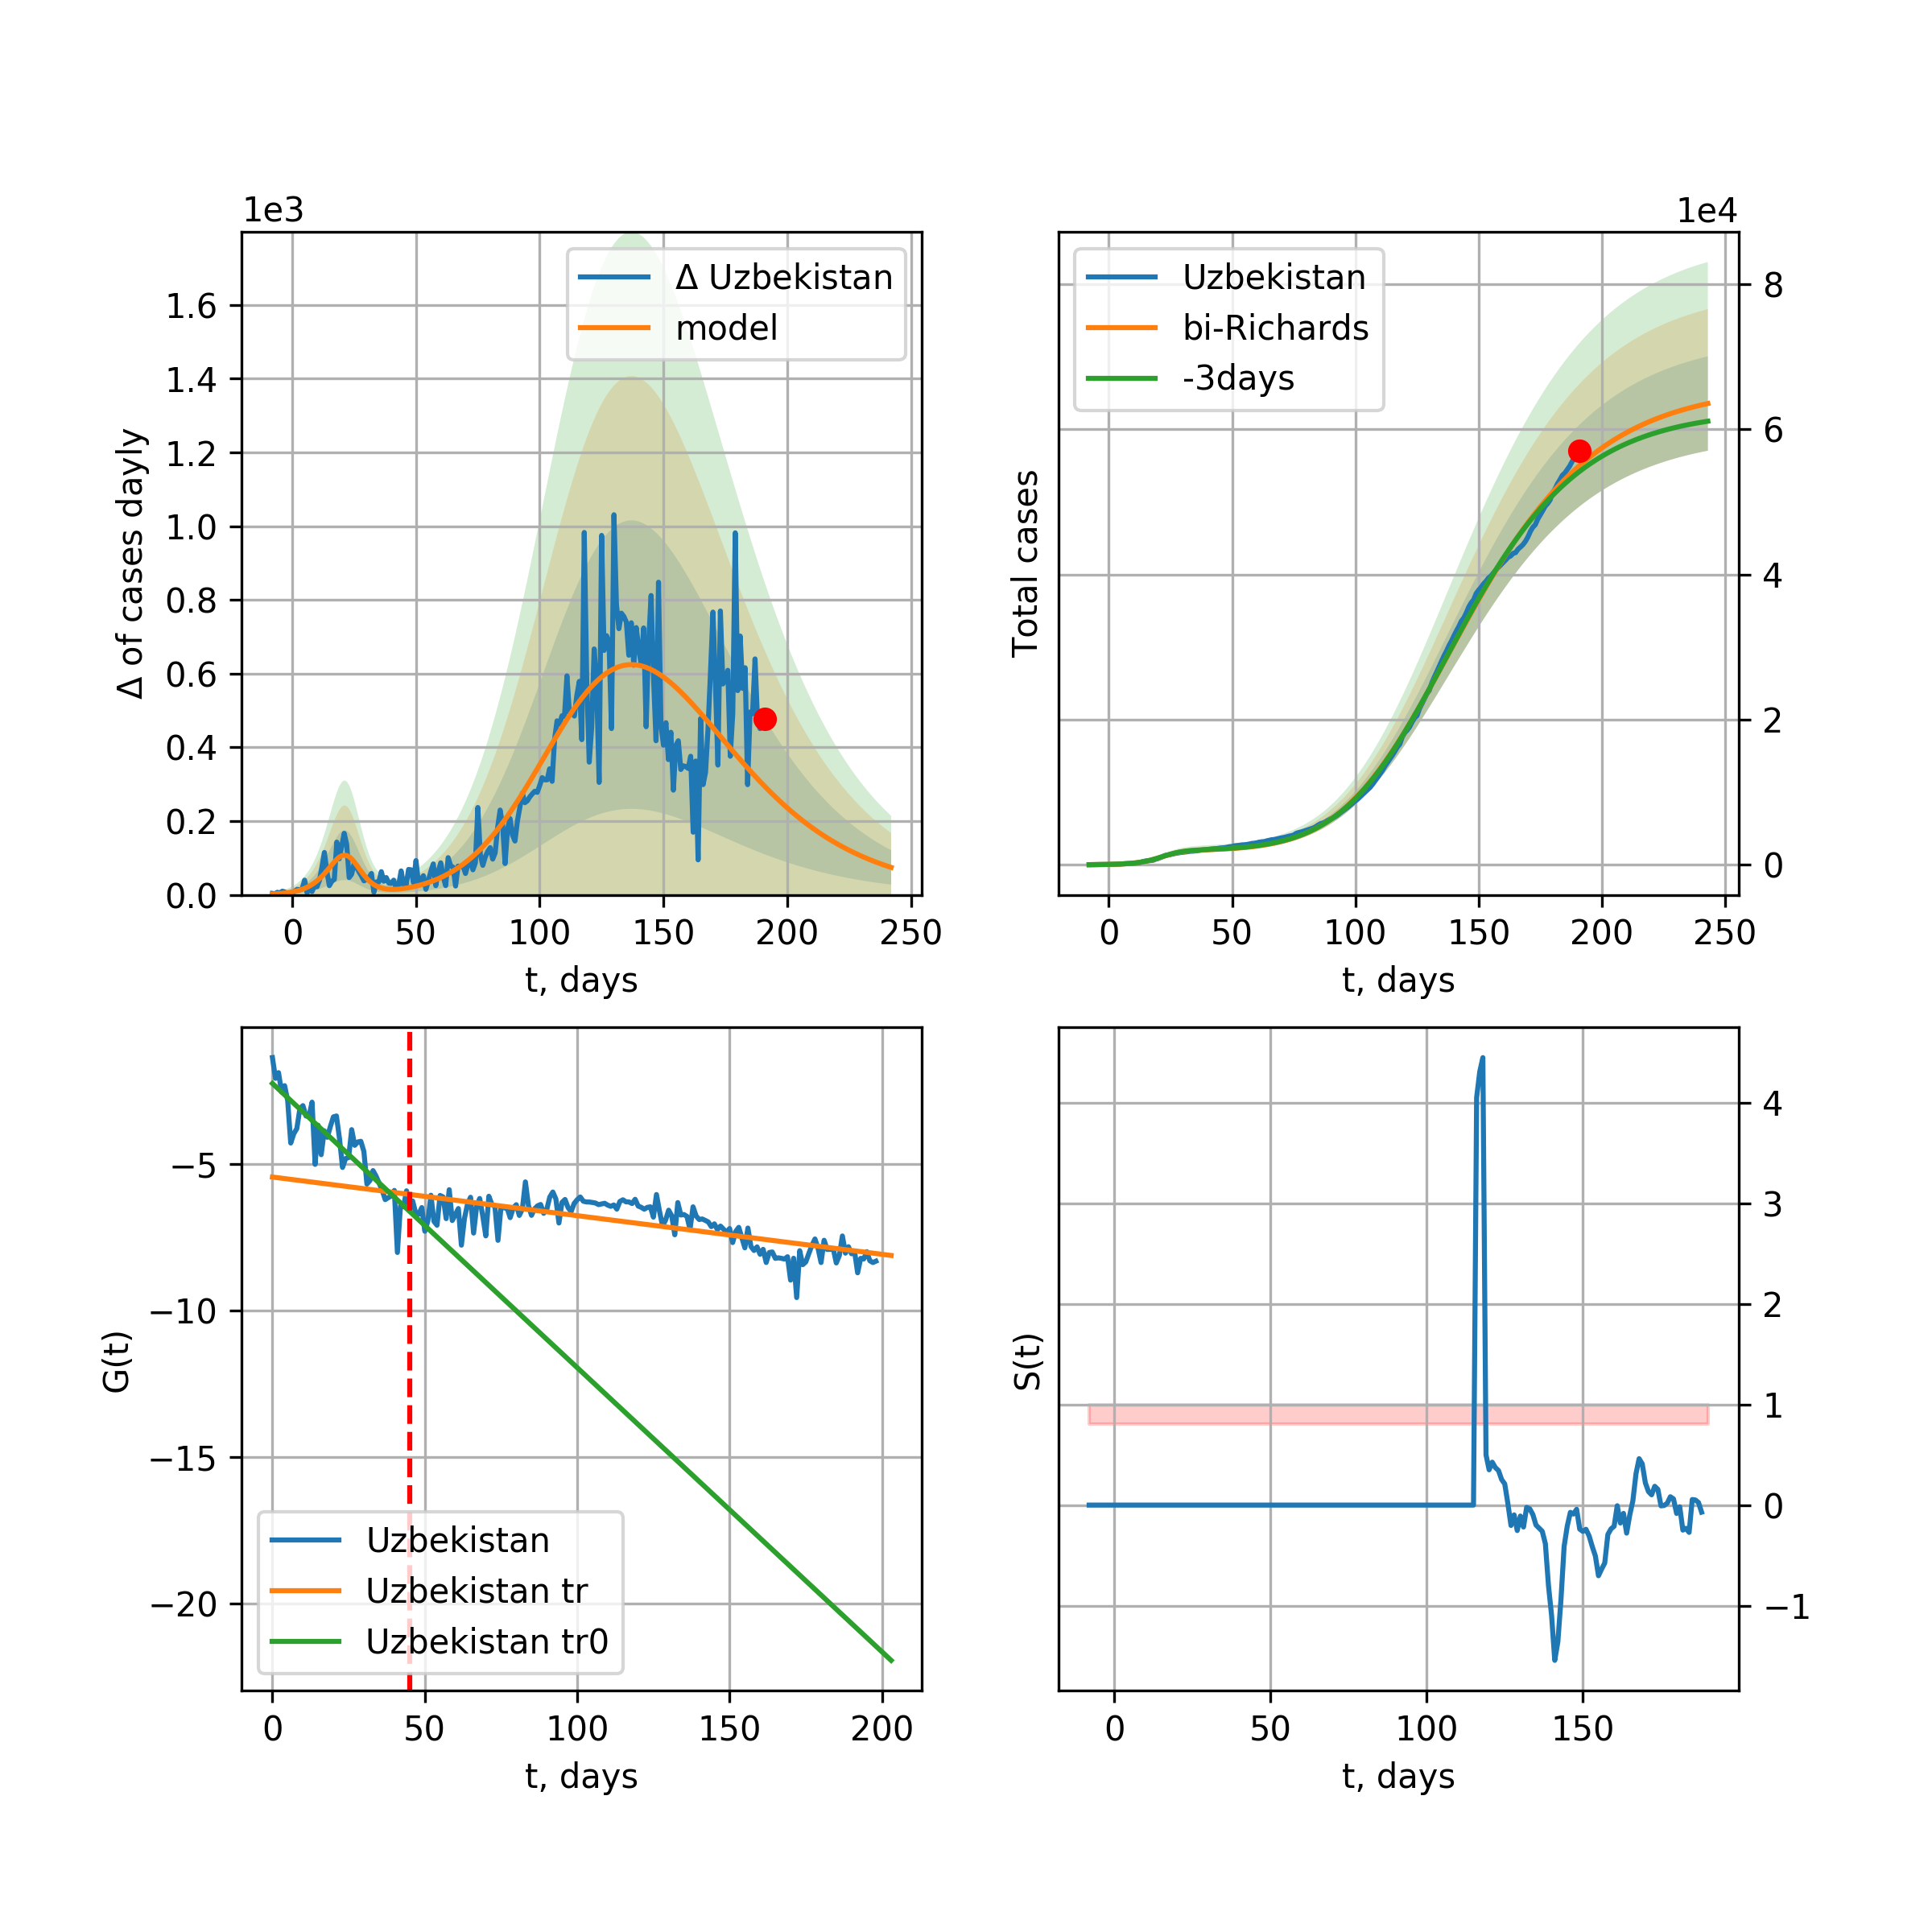 1e3
Δ Uzbekistan
model
1.6
1.4
1.2
1.0
0.8
0.6
0.4
0.2
0.0
Δ of cases dayly
0 50 100 150 200 250
t, days
1e4
Uzbekistan
bi-Richards
-3days
8
6
4
2
0
Total cases
0 50 100 150 200 250
t, days
−5
−10
−15
−20
G(t)
Uzbekistan
Uzbekistan tr
Uzbekistan tr0
0 50 100 150 200
t, days
4
3
2
1
0
−1
S(t)
0 50 100 150
t, days